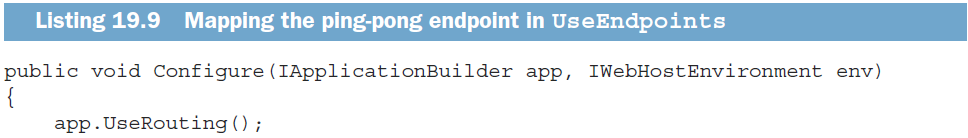 Listing 19.9 Mapping the ping-pong endpoint in UseEndpoints
public void Configure(IApplicationBuilder app, IWebHostEnvironment env)
{
    app.UseRouting();